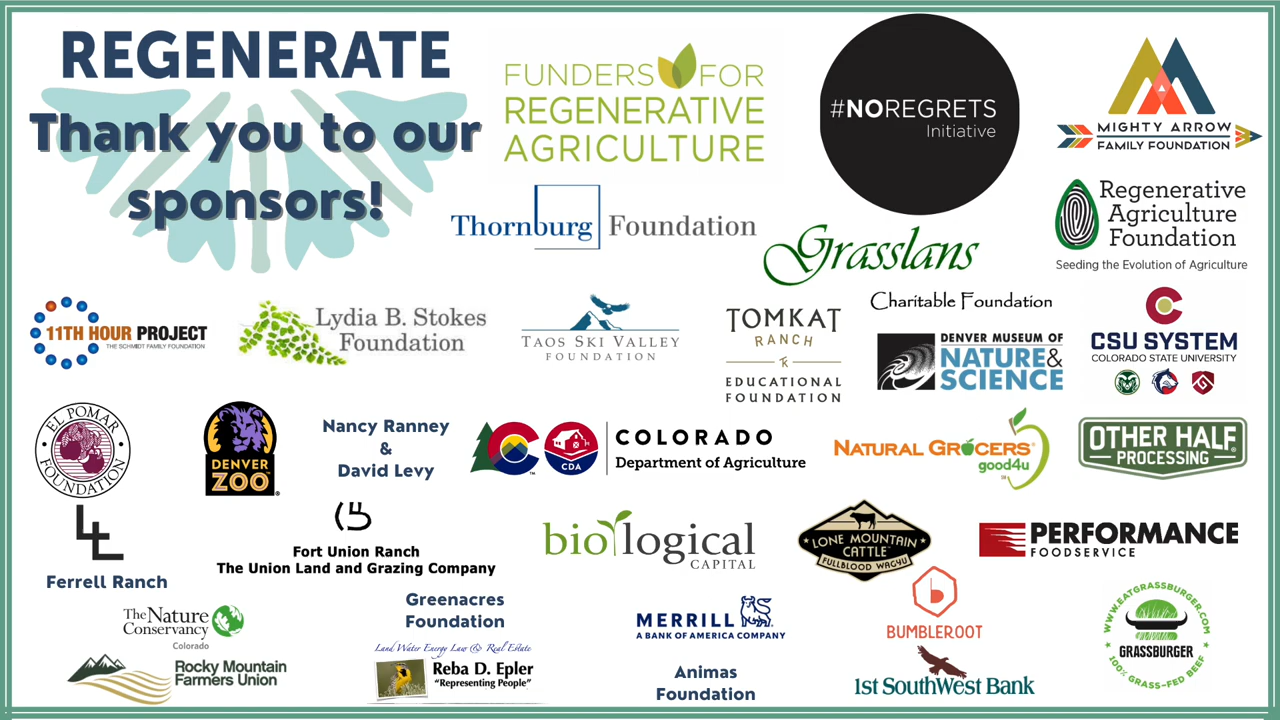 REGENERATE
Thank you to our
sponsors!
FUNDERS FOR
REGENERATIVE
AGRICULTURE
#NOREGRETS
Initiative
MIGHTY ARROW
FAMILY FOUNDATION
Thornburg Foundation
Grasslans
Charitable Foundation
Regenerative
Agriculture
Foundation
Seeding the Evolution of Agriculture
11TH HOUR PROJECT
THE SCHMIDT FAMILY FOUNDATION
Lydia B. Stokes
Foundation
TAOS SKI VALLEY
FOUNDATION
TOMKAT
RANCH
TK
EDUCATIONAL
FOUNDATION
DENVER MUSEUM OF
NATURE&
SCIENCE
C
CSU SYSTEM
COLORADO STATE UNIVERSITY
EL POMAR
FOUNDATION
DENVER
ZOO®
Nancy Ranney
&
David Levy
C
TM
CDA
COLORADO
Department of Agriculture
NATURAL GROCERS®
good4u
TM
OTHER HALF
PROCESSING
Ferrell Ranch
Fort Union Ranch
The Union Land and Grazing Company
biological
CAPITAL
LONE MOUNTAIN
CATTLE™
FULLBLOOD WAGYU
PERFORMANCE
FOODSERVICE
The Nature
Conservancy
Colorado
Greenacres
Foundation
MERRILL
A BANK OF AMERICA COMPANY
BUMBLEROOT
WWW.EATGRASSBURGER.COM
GRASSBURGER
100% GRASS-FED BEEF
Rocky Mountain
Farmers Union
Land Water Energy Law & Real Estate
Reba D. Epler
“Representing People”
Animas
Foundation
1st SouthWest Bank